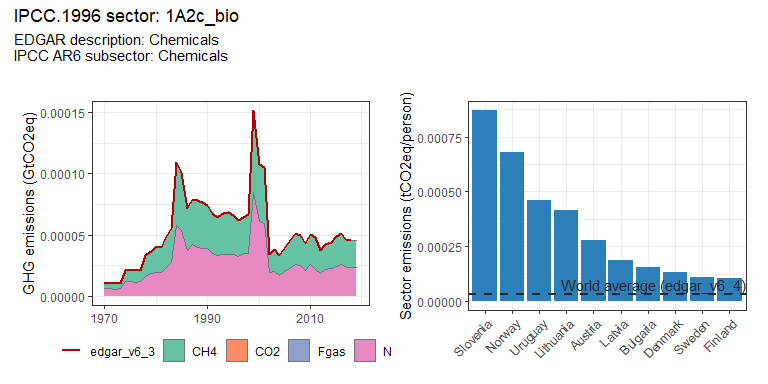 IPCC.1996 sector: 1A2c_bio
EDGAR description: Chemicals
IPCC AR6 subsector: Chemicals
GHG emissions (GtCO2eq)
0.00015
0.00010
0.00005
0.00000
1970
1990
2010
edgar_v6_3
CH4
CO2
Fgas
N
Sector emissions (tCO2eq/person)
0.00075
0.00050
0.00025
0.00000
World average (edgar_v6_4)
Slovenia
Norway
Uruguay
Lithuania
Austria
Latvia
Bulgaria
Denmark
Sweden
Finland